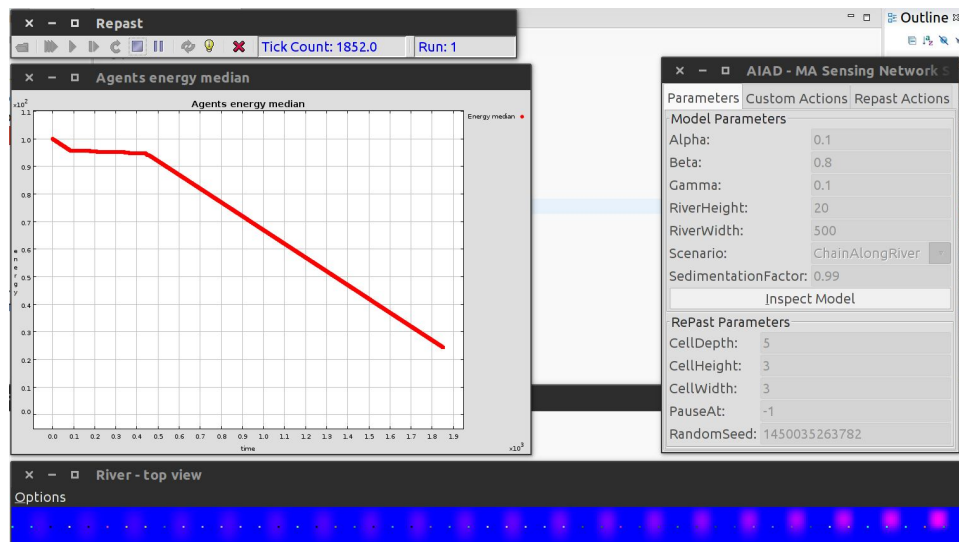 Repast
Tick Count: 1852.0
Run: 1
Outline
Agents energy median
Agents energy median
x10²
Energy median
1.1
1.0
0.9
0.8
0.7
0.6
0.5
0.4
0.3
0.2
0.1
0.0
energy
0.0 0.1 0.2 0.3 0.4 0.5 0.6 0.7 0.8 0.9 1.0 1.1 1.2 1.3 1.4 1.5 1.6 1.7 1.8 1.9
time
x10³
AIAD - MA Sensing Network S
Parameters Custom Actions Repast Actions
Model Parameters
Alpha: 0.1
Beta: 0.8
Gamma: 0.1
RiverHeight: 20
RiverWidth: 500
Scenario: ChainAlongRiver
SedimentationFactor: 0.99
Inspect Model
RePast Parameters
CellDepth: 5
CellHeight: 3
CellWidth: 3
PauseAt: -1
RandomSeed: 1450035263782
River - top view
Options